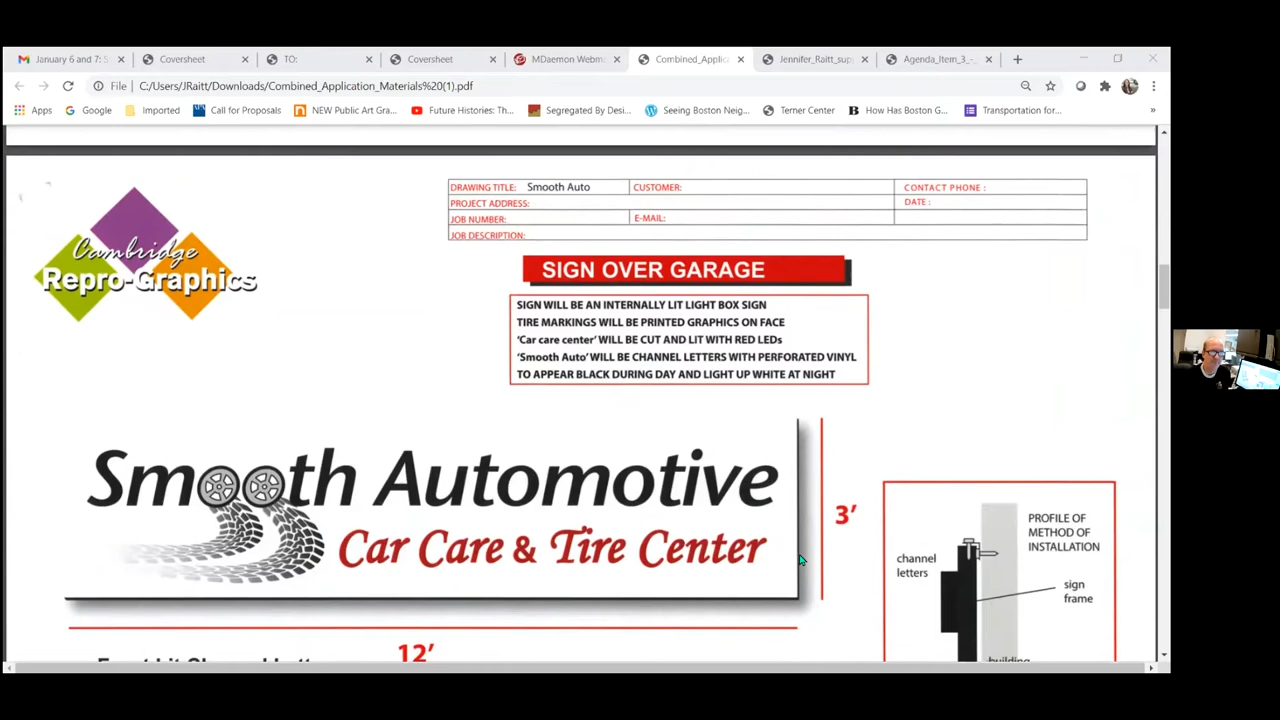 January 6 and 7: 5
Coversheet
TO:
Coversheet
MDaemon Webm
Combined_Applic
Jennifer_Raitt_sup
Agenda_Item_3_-
File
C:/Users/JRaitt/Downloads/Combined_Application_Materials%20(1).pdf
Apps
Google
Imported
Call for Proposals
NEW Public Art Gra...
Future Histories: Th...
Segregated By Desi...
Seeing Boston Neig...
Terner Center
How Has Boston G...
Transportation for...
DRAWING TITLE: Smooth Auto
CUSTOMER:
CONTACT PHONE :
PROJECT ADDRESS:
DATE :
JOB NUMBER:
E-MAIL:
JOB DESCRIPTION:
Cambridge
Repro-Graphics
SIGN OVER GARAGE
SIGN WILL BE AN INTERNALLY LIT LIGHT BOX SIGN
TIRE MARKINGS WILL BE PRINTED GRAPHICS ON FACE
'Car care center' WILL BE CUT AND LIT WITH RED LEDs
'Smooth Auto' WILL BE CHANNEL LETTERS WITH PERFORATED VINYL
TO APPEAR BLACK DURING DAY AND LIGHT UP WHITE AT NIGHT
Smooth Automotive
Car Care & Tire Center
3'
12'
PROFILE OF
METHOD OF
INSTALLATION
channel
letters
sign
frame
building